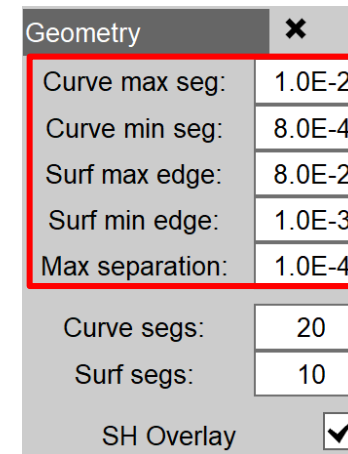 Geometry
Curve max seg: 1.0E-2
Curve min seg: 8.0E-4
Surf max edge: 8.0E-2
Surf min edge: 1.0E-3
Max separation: 1.0E-4
Curve segs: 20
Surf segs: 10
SH Overlay